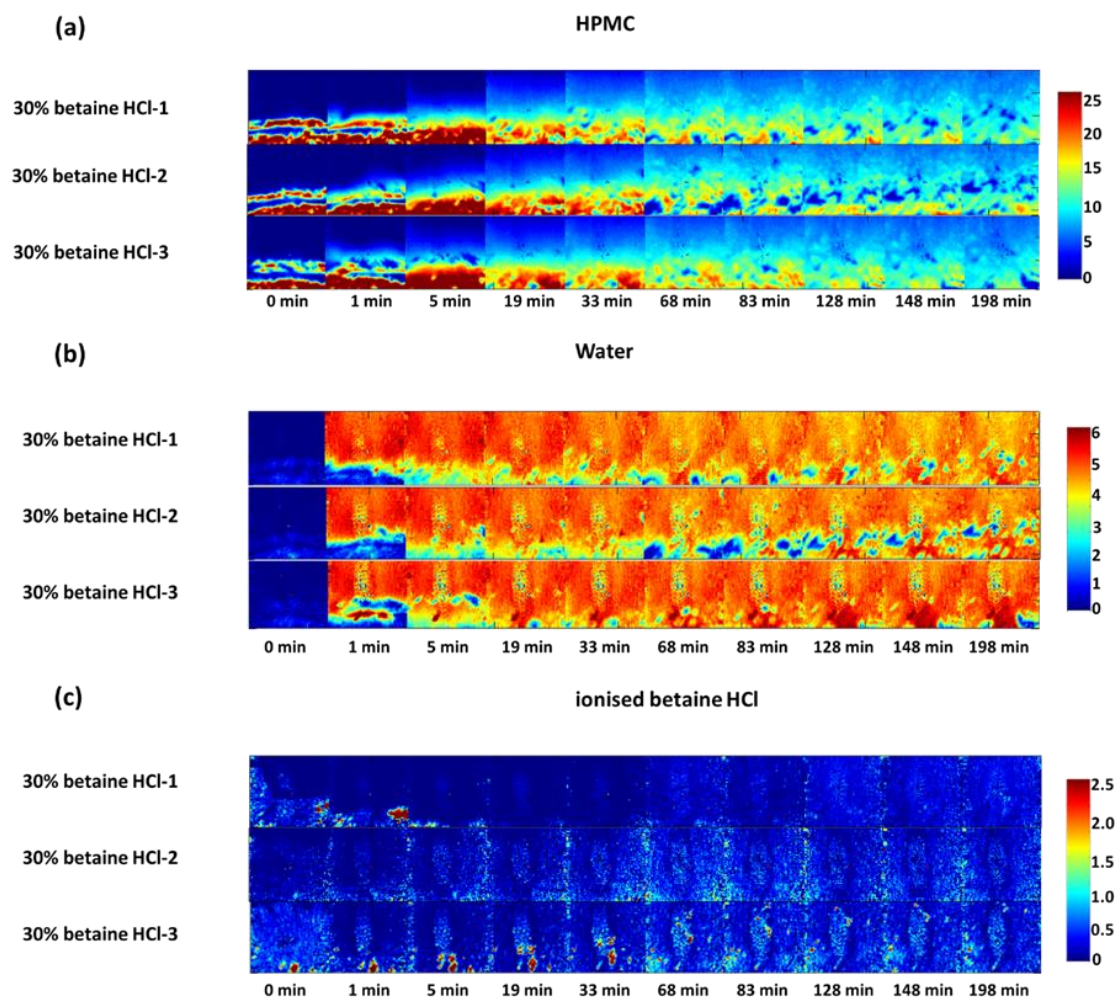 (a)
HPMC
30% betaine HCl-1
30% betaine HCl-2
30% betaine HCl-3
25
20
15
10
5
0
0 min 1 min 5 min 19 min 33 min 68 min 83 min 128 min 148 min 198 min
(b)
Water
30% betaine HCl-1
30% betaine HCl-2
30% betaine HCl-3
6
5
4
3
2
1
0
0 min 1 min 5 min 19 min 33 min 68 min 83 min 128 min 148 min 198 min
(c)
ionised betaine HCl
30% betaine HCl-1
30% betaine HCl-2
30% betaine HCl-3
2.5
2.0
1.5
1.0
0.5
0
0 min 1 min 5 min 19 min 33 min 68 min 83 min 128 min 148 min 198 min